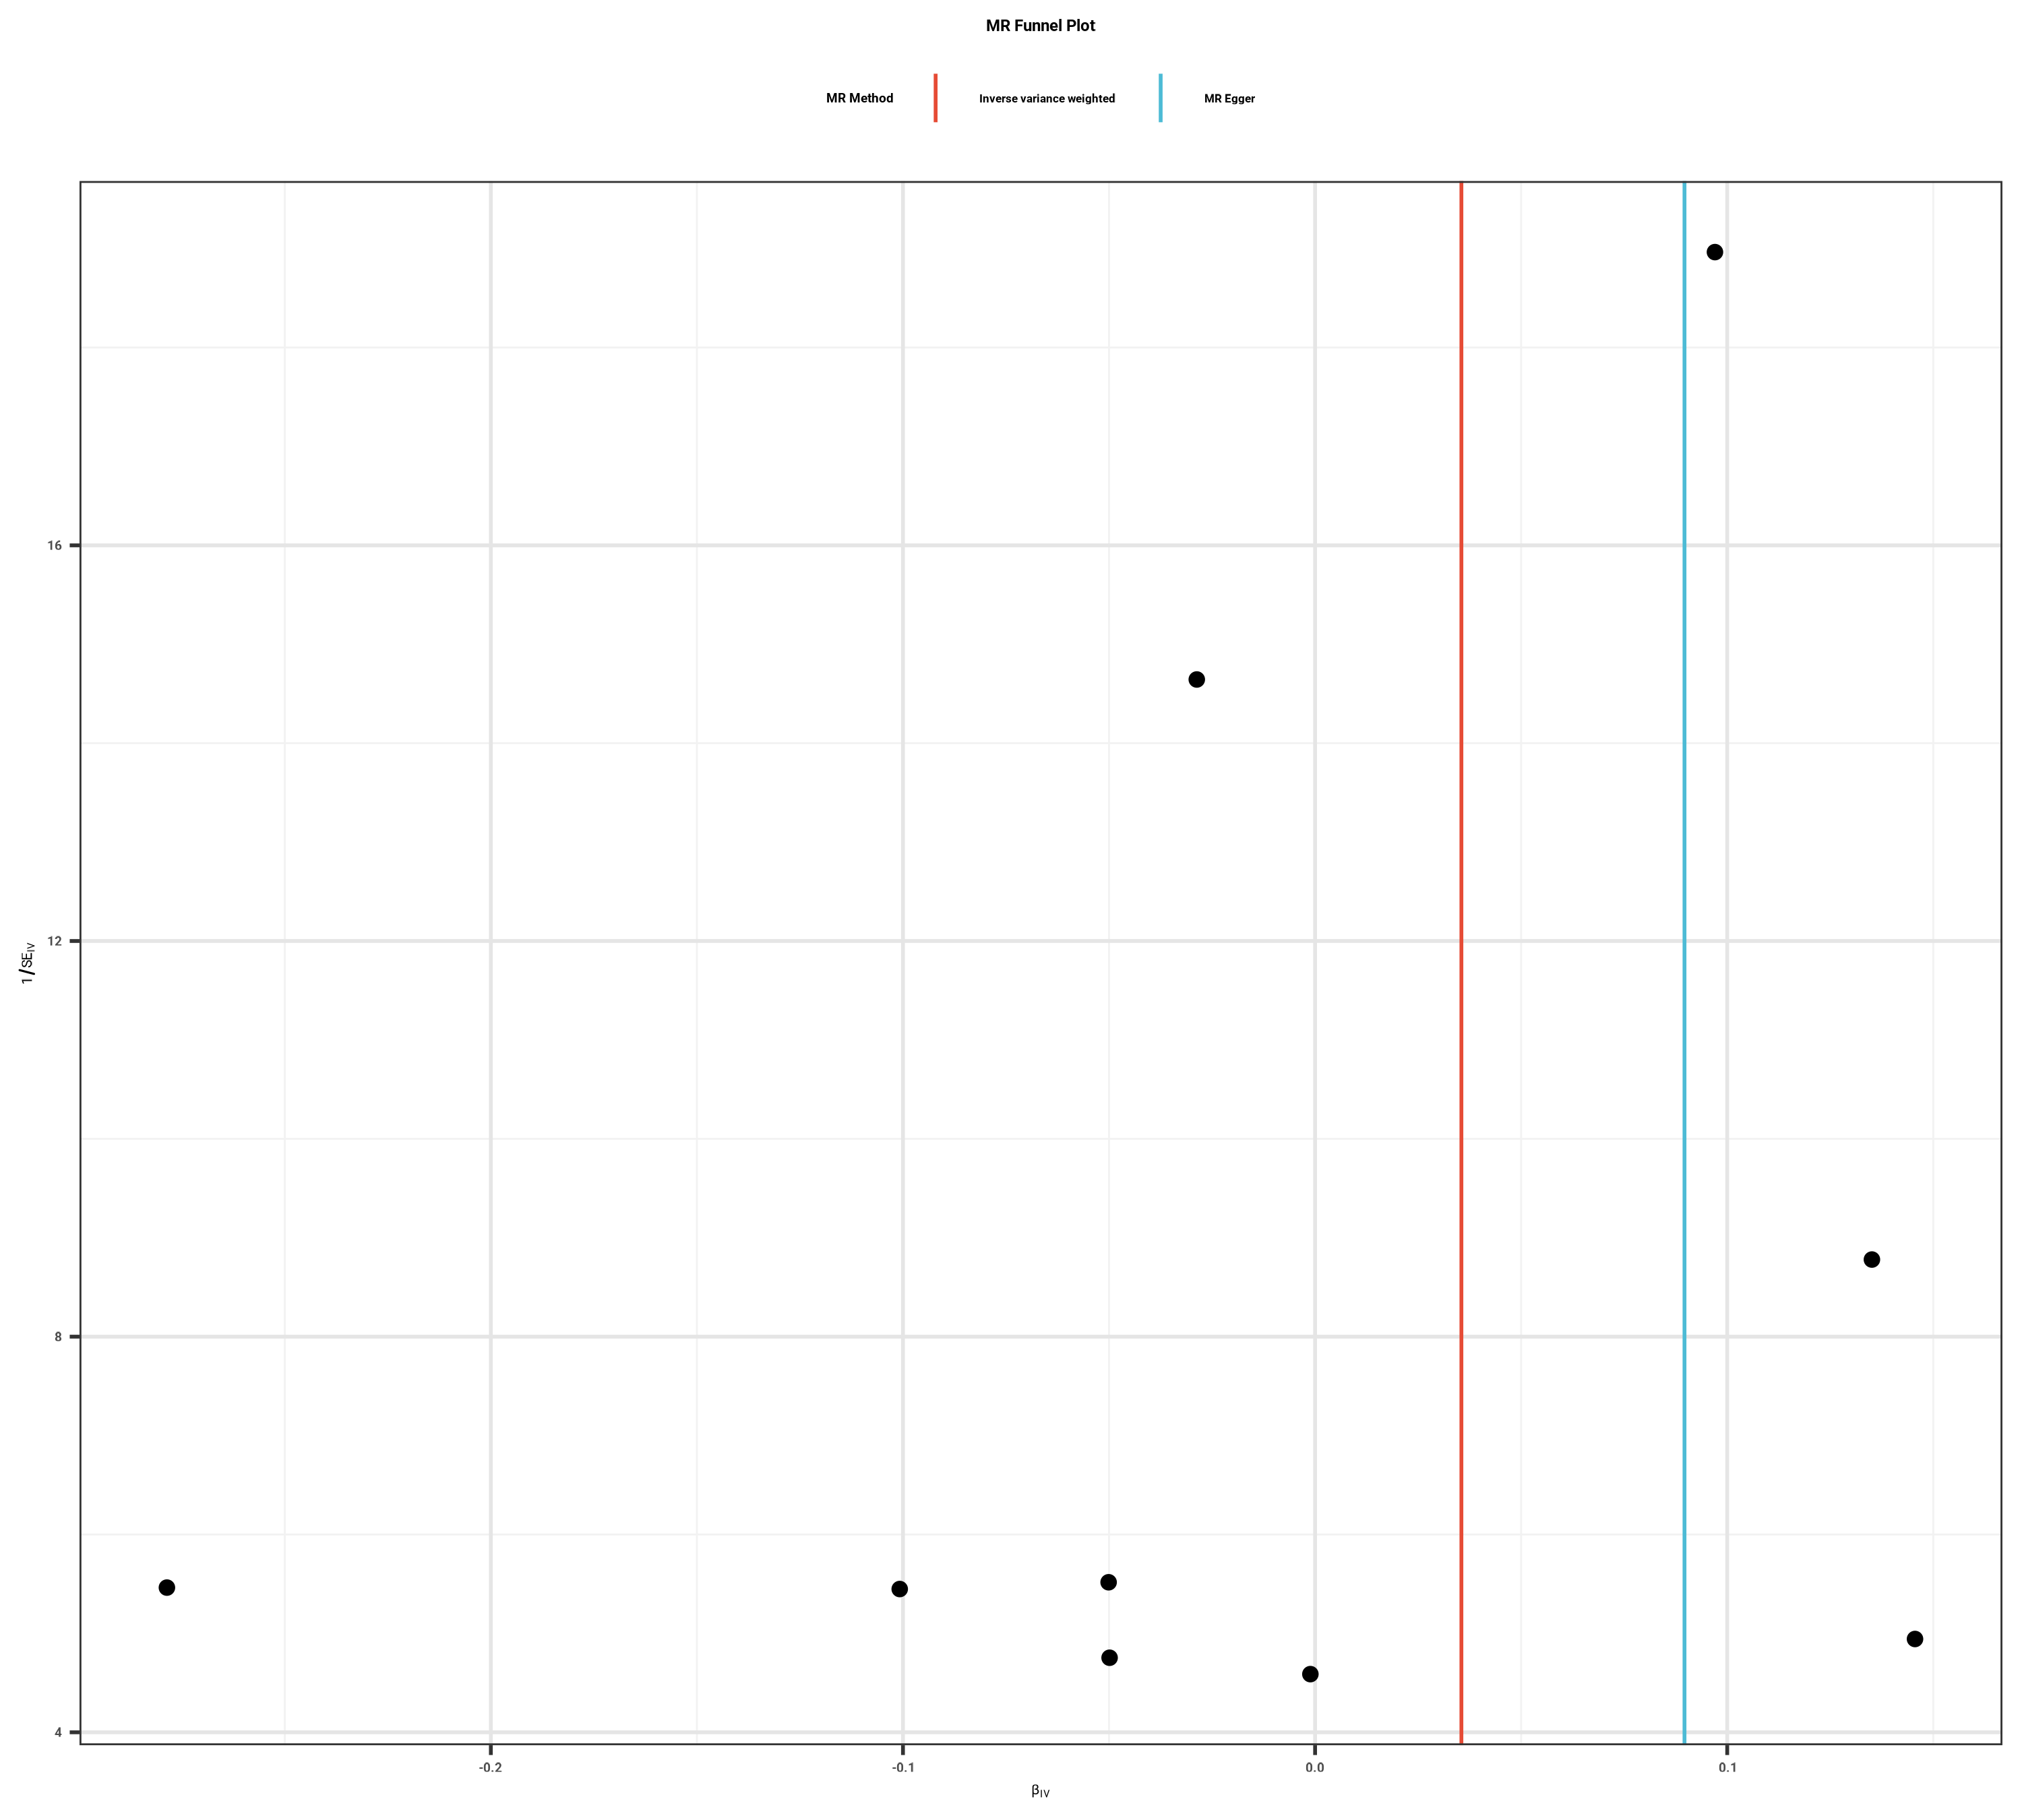 MR Funnel Plot
MR Method Inverse variance weighted MR Egger
16
12
8
4
1/SE_IV
-0.2 -0.1 0.0 0.1
β_IV